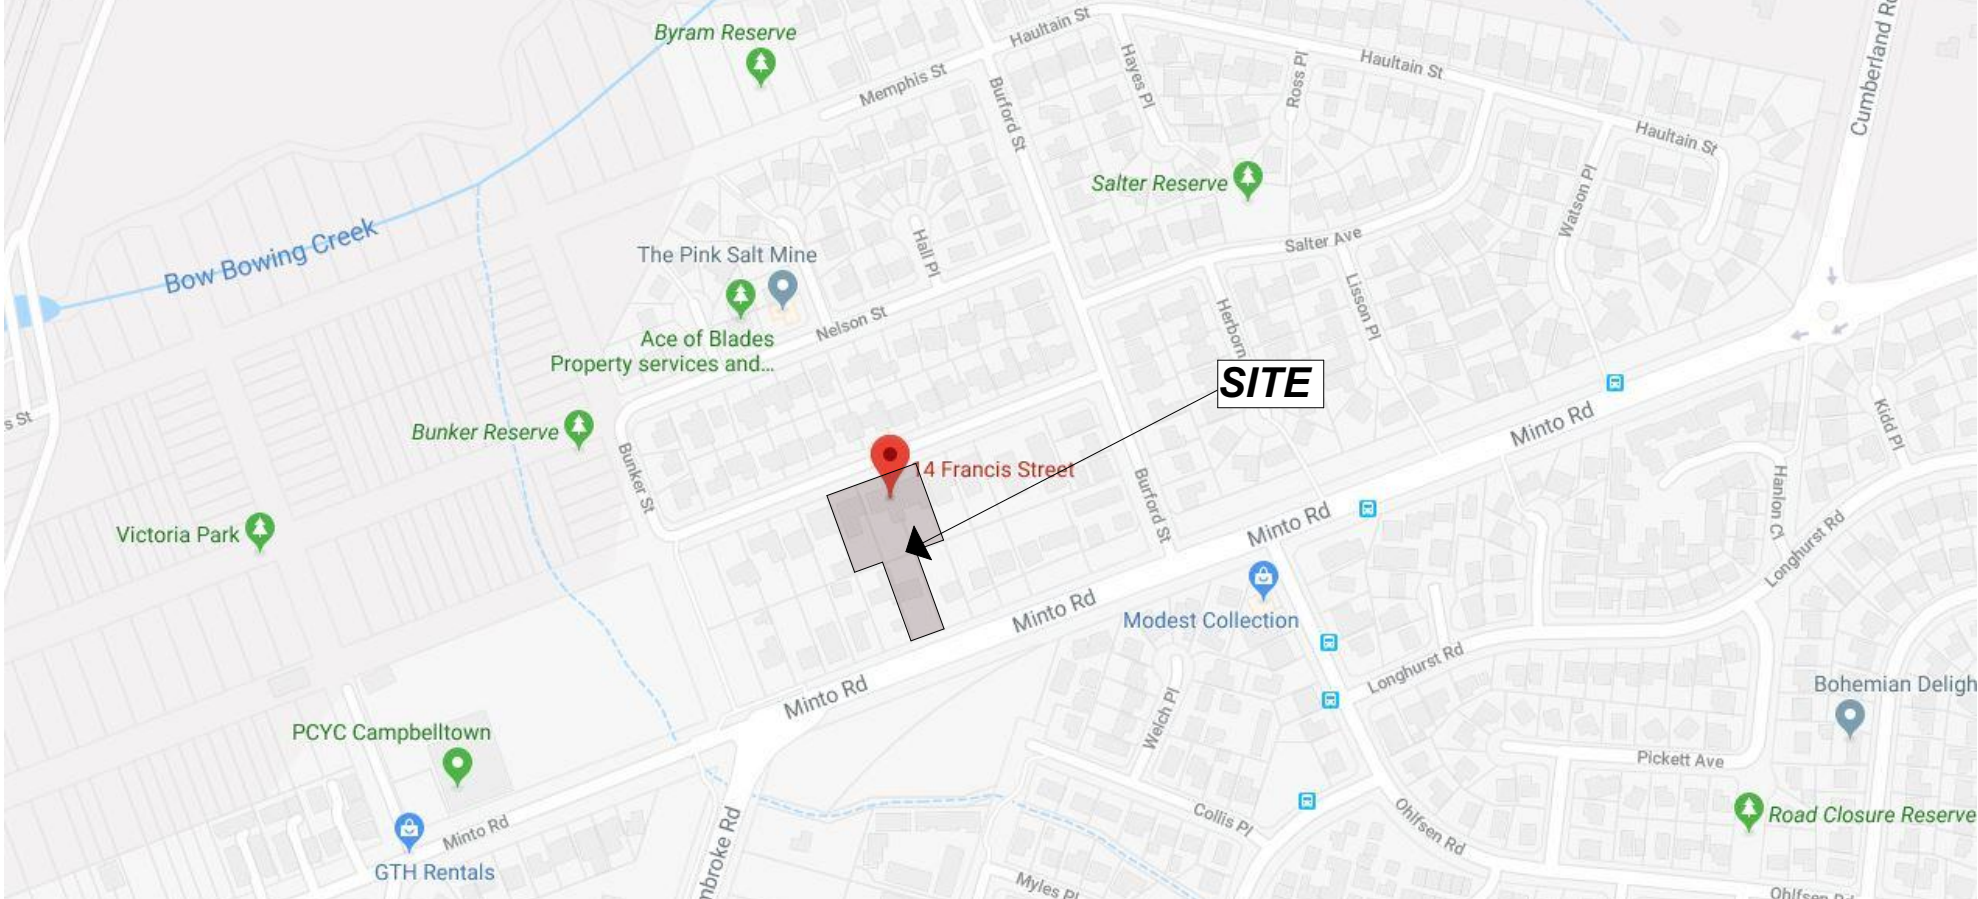 Byram Reserve
Haultain St
Haultain St
Haultain St
Memphis St
Burford St
Hayes Pl
Ross Pl
Cumberland
Salter Reserve
Watson Pl
Bow Bowing Creek
Hall Pl
Salter Ave
The Pink Salt Mine
Lisson Pl
Herborn
Nelson St
Ace of Blades
Property services and...
SITE
Bunker Reserve
Minto Rd
Kidd Pl
s St
Bunker St
14 Francis Street
Burford St
Hanlon Ct
Victoria Park
Minto Rd
Longhurst Rd
Minto Rd
Modest Collection
Longhurst Rd
Minto Rd
Welch Pl
Bohemian Deligh
PCYC Campbelltown
Pickett Ave
Collis Pl
Ohlfsen Rd
Road Closure Reserve
Minto Rd
mbroke Rd
GTH Rentals
Myles Pl
Ohlfsen Rd